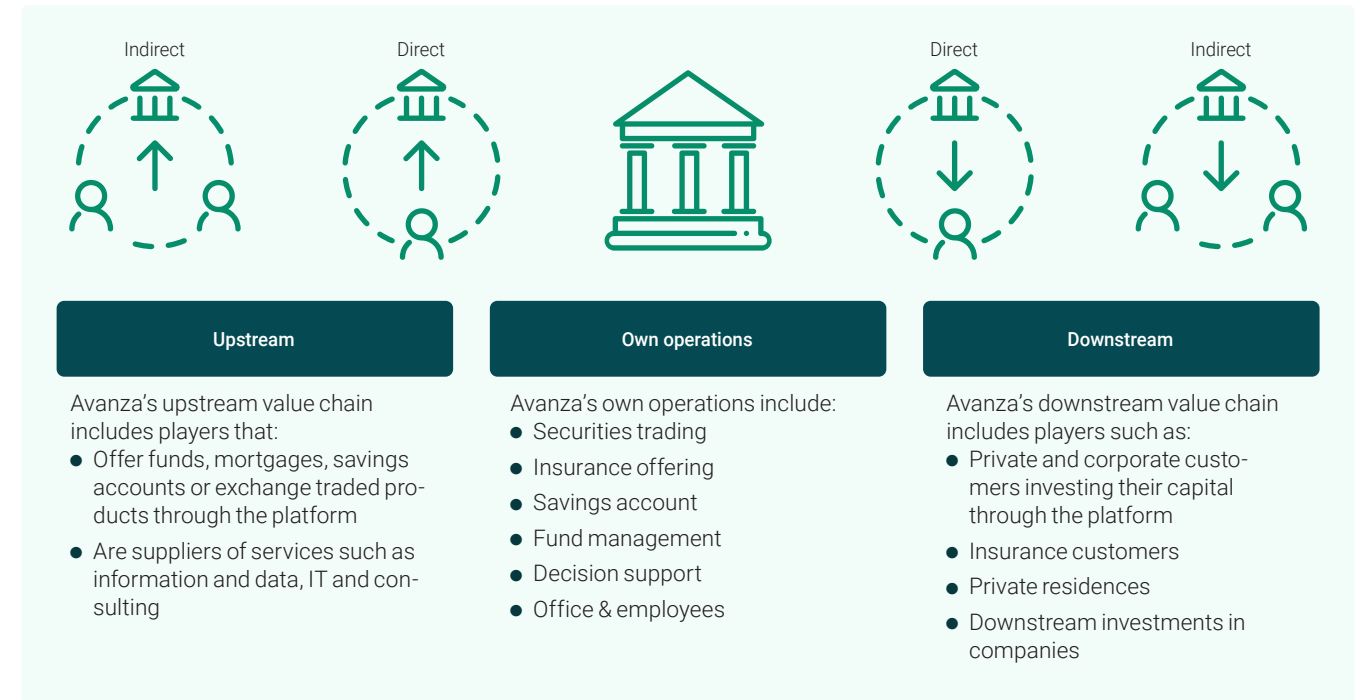 Indirect
Direct
Direct
Indirect
Upstream
Own operations
Downstream
Avanza's upstream value chain
includes players that:
● Offer funds, mortgages, savings
accounts or exchange traded pro-
ducts through the platform
● Are suppliers of services such as
information and data, IT and con-
sulting
Avanza's own operations include:
● Securities trading
● Insurance offering
● Savings account
● Fund management
● Decision support
● Office & employees
Avanza's downstream value chain
includes players such as:
● Private and corporate custo-
mers investing their capital
through the platform
● Insurance customers
● Private residences
● Downstream investments in
companies